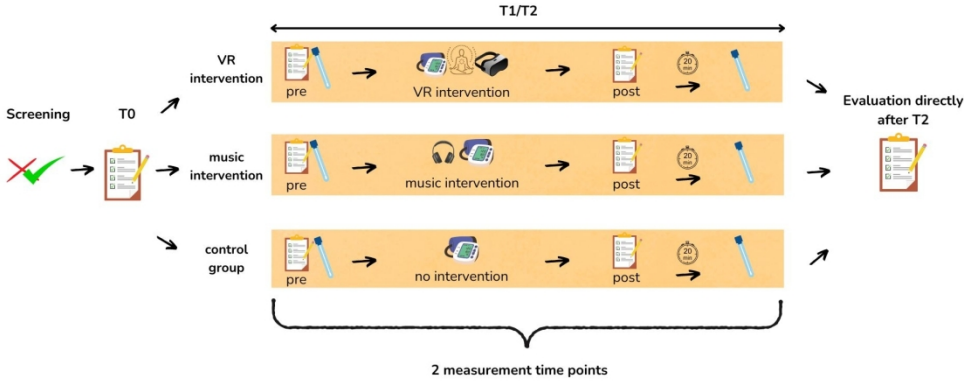 T1/T2
VR
intervention
pre
VR intervention
post
20
min
Screening
T0
Evaluation directly
after T2
music
intervention
pre
music intervention
post
20
min
control
group
pre
no intervention
post
20
min
2 measurement time points